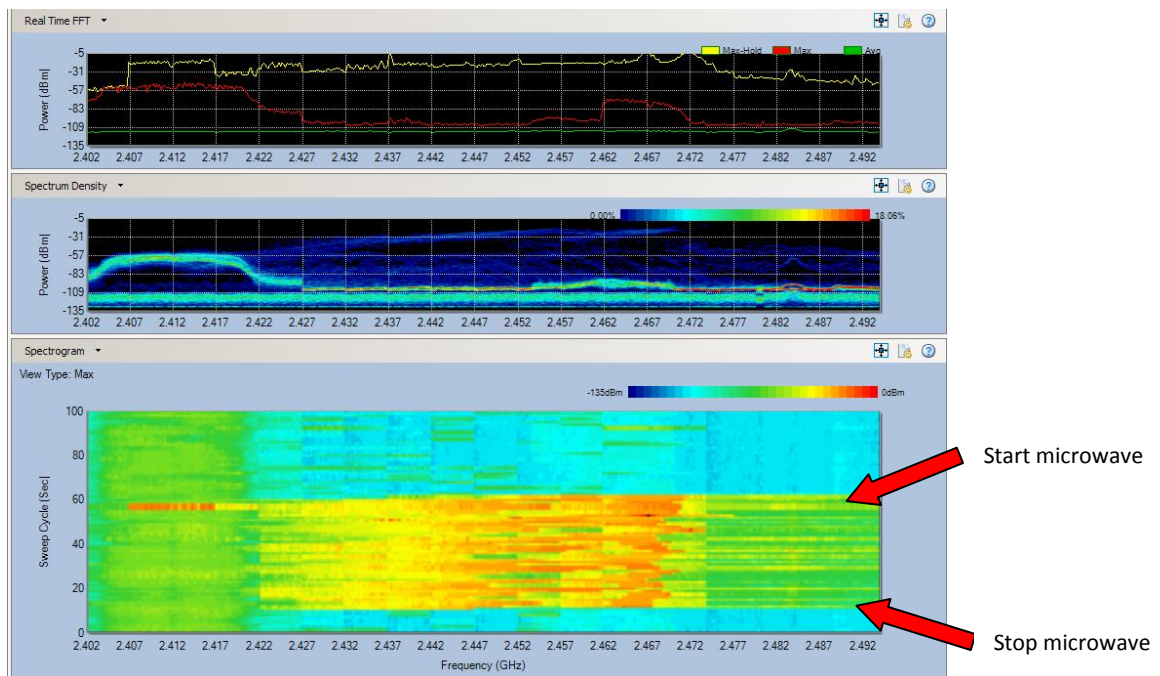 Real Time FFT
Max-Hold Max Avg
Power (dBm)
-5
-31
-57
-83
-109
-135
2.402 2.407 2.412 2.417 2.422 2.427 2.432 2.437 2.442 2.447 2.452 2.457 2.462 2.467 2.472 2.477 2.482 2.487 2.492
Spectrum Density
0.00% 18.06%
Power (dBm)
-5
-31
-57
-83
-109
-135
2.402 2.407 2.412 2.417 2.422 2.427 2.432 2.437 2.442 2.447 2.452 2.457 2.462 2.467 2.472 2.477 2.482 2.487 2.492
Spectrogram
View Type: Max
-135dBm 0dBm
Sweep Cycle (Sec)
100
80
60
40
20
0
2.402 2.407 2.412 2.417 2.422 2.427 2.432 2.437 2.442 2.447 2.452 2.457 2.462 2.467 2.472 2.477 2.482 2.487 2.492
Frequency (GHz)
Start microwave
Stop microwave